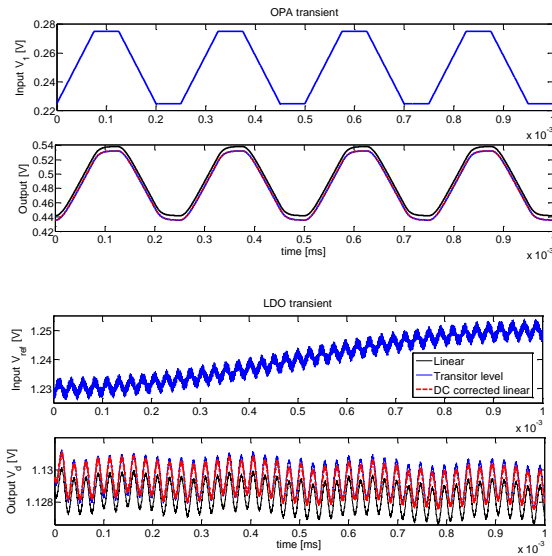 OPA transient
Input V1 [V]
0.28
0.26
0.24
0.22
0 0.1 0.2 0.3 0.4 0.5 0.6 0.7 0.8 0.9 1
x 10-3
Output [V]
0.54
0.52
0.5
0.48
0.46
0.44
0.42
0 0.1 0.2 0.3 0.4 0.5 0.6 0.7 0.8 0.9 1
time [ms]
x 10-3
LDO transient
Input Vref [V]
1.25
1.24
1.23
Linear
Transitor level
DC corrected linear
0 0.1 0.2 0.3 0.4 0.5 0.6 0.7 0.8 0.9 1
x 10-3
Output Vd [V]
1.13
1.128
0 0.1 0.2 0.3 0.4 0.5 0.6 0.7 0.8 0.9 1
time [ms]
x 10-3